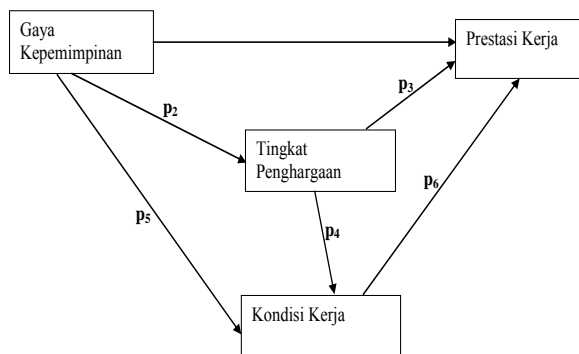 Gaya
Kepemimpinan
Prestasi Kerja
p3
p2
Tingkat
Penghargaan
p6
p5
p4
Kondisi Kerja